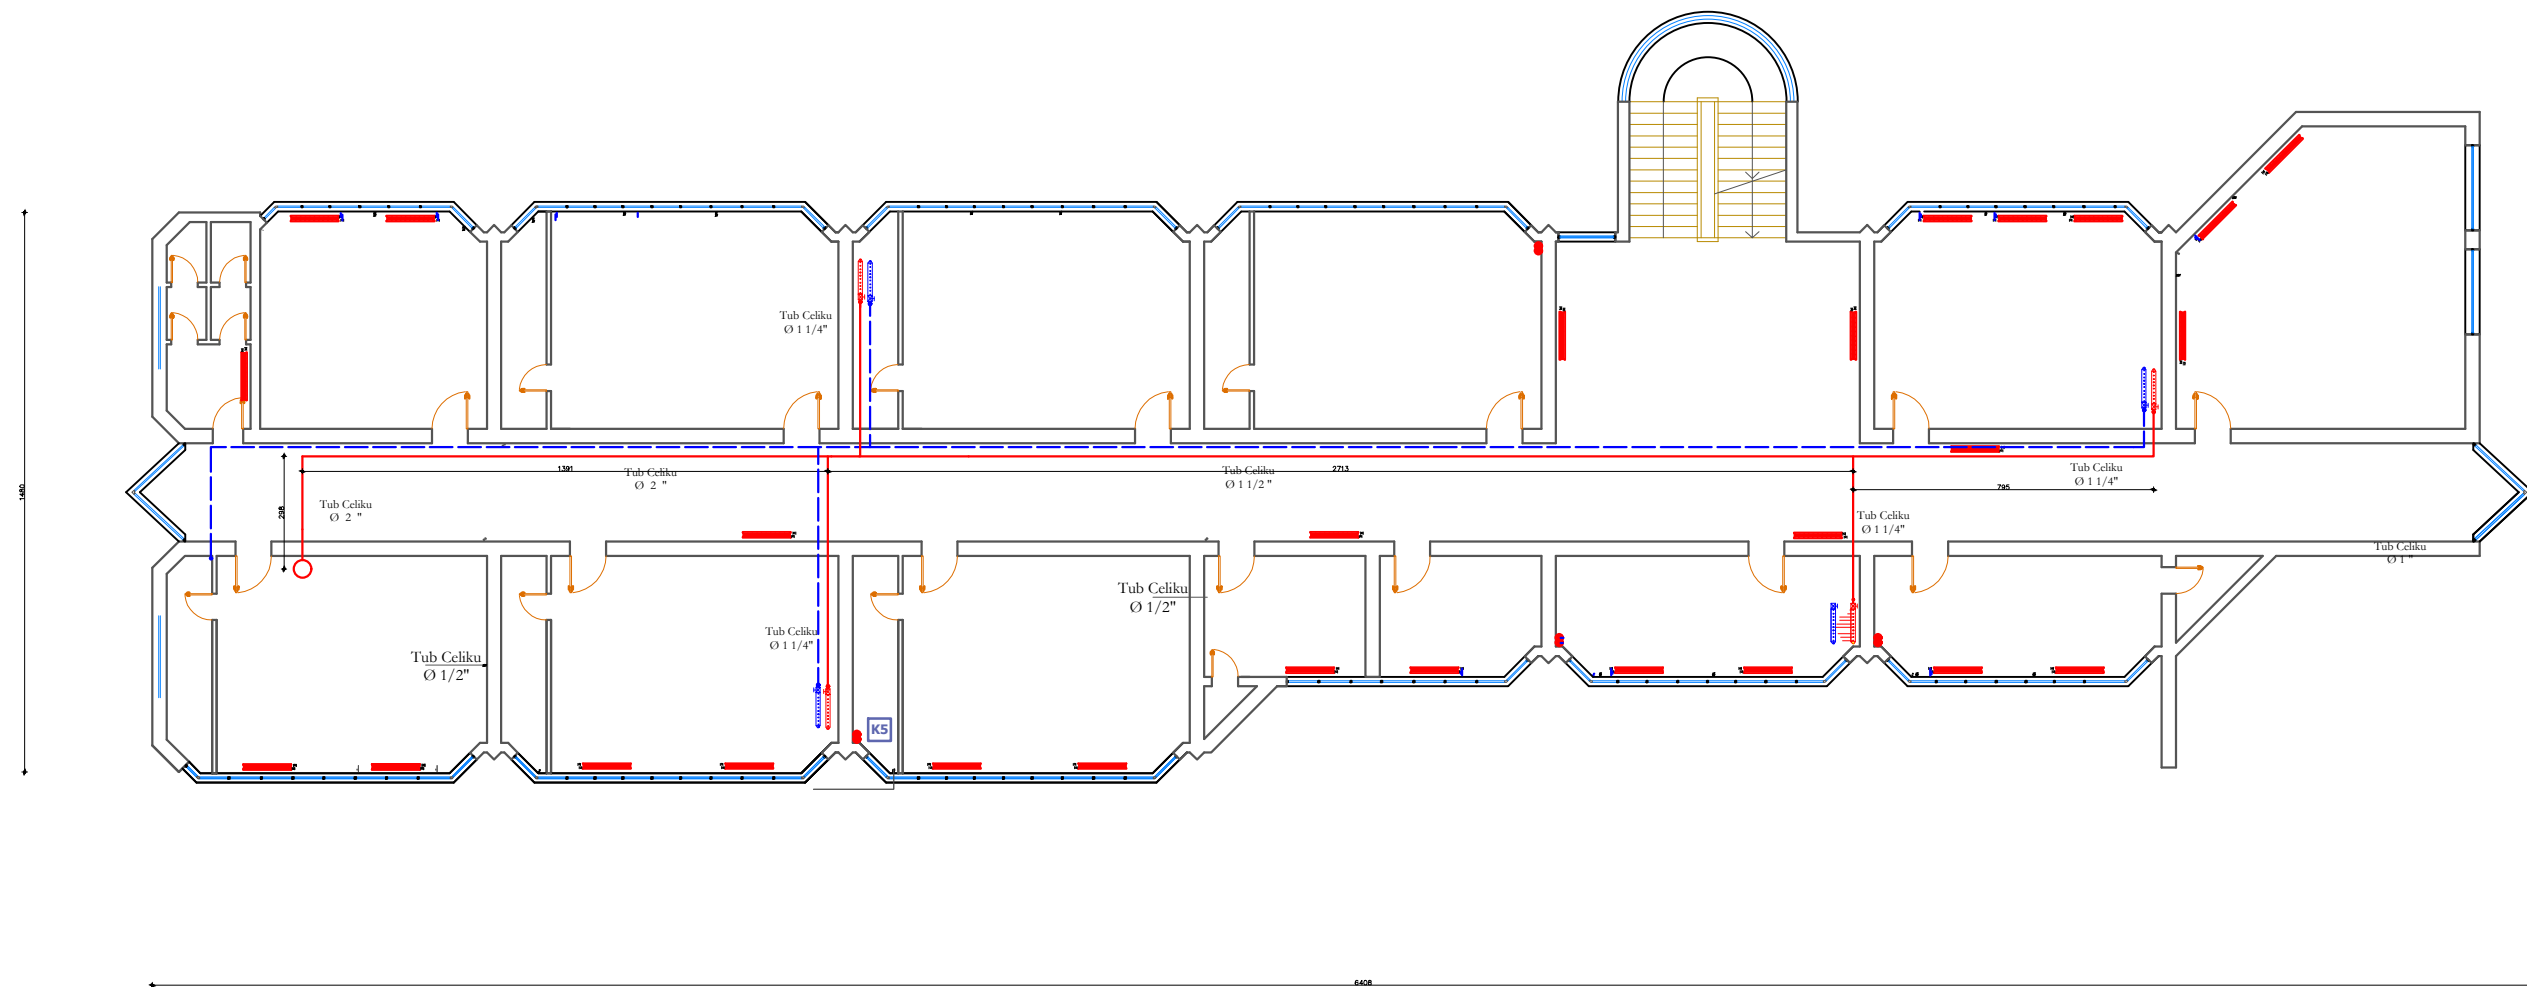 Tub Celiku
Ø 1 1/4"
1480
1391
Tub Celiku
Ø 2 "
2713
Tub Celiku
Ø 1 1/2 "
Tub Celiku
Ø 1 1/4"
795
298
Tub Celiku
Ø 2 "
Tub Celiku
Ø 1 1/4"
Tub Celiku
Ø 1 "
Tub Celiku
Ø 1/2"
Tub Celiku
Ø 1 1/4"
Tub Celiku
Ø 1/2"
K5
6408